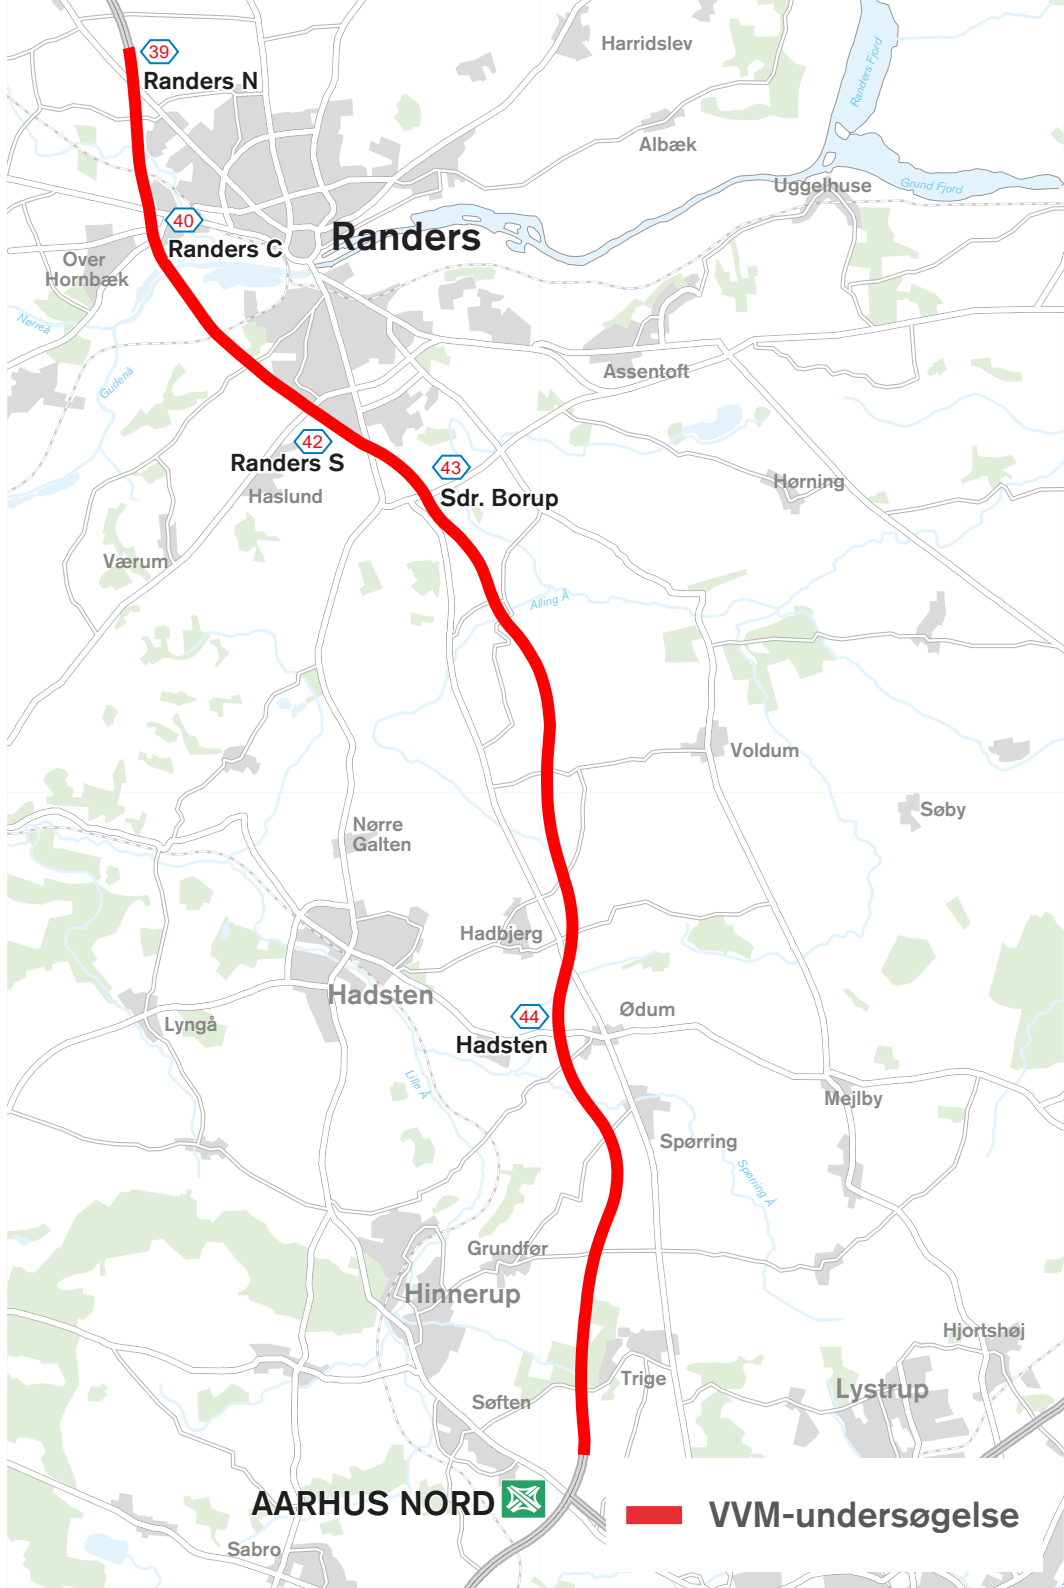 Harridslev
39
Randers N
Randers Fjord
Albæk
Uggelhuse
Grund Fjord
40
Randers C
Randers
Over
Hornbæk
Nørreå
Gudenå
Assentoft
42
Randers S
43
Sdr. Borup
Haslund
Hørning
Værum
Alling Å
Voldum
Søby
Nørre
Galten
Hadbjerg
Hadsten
Ødum
44
Hadsten
Lyngå
Lille Å
Mejlby
Spørring
Spørring Å
Grundfør
Hinnerup
Hjortshøj
Trige
Lystrup
Søften
AARHUS NORD
VVM-undersøgelse
Sabro